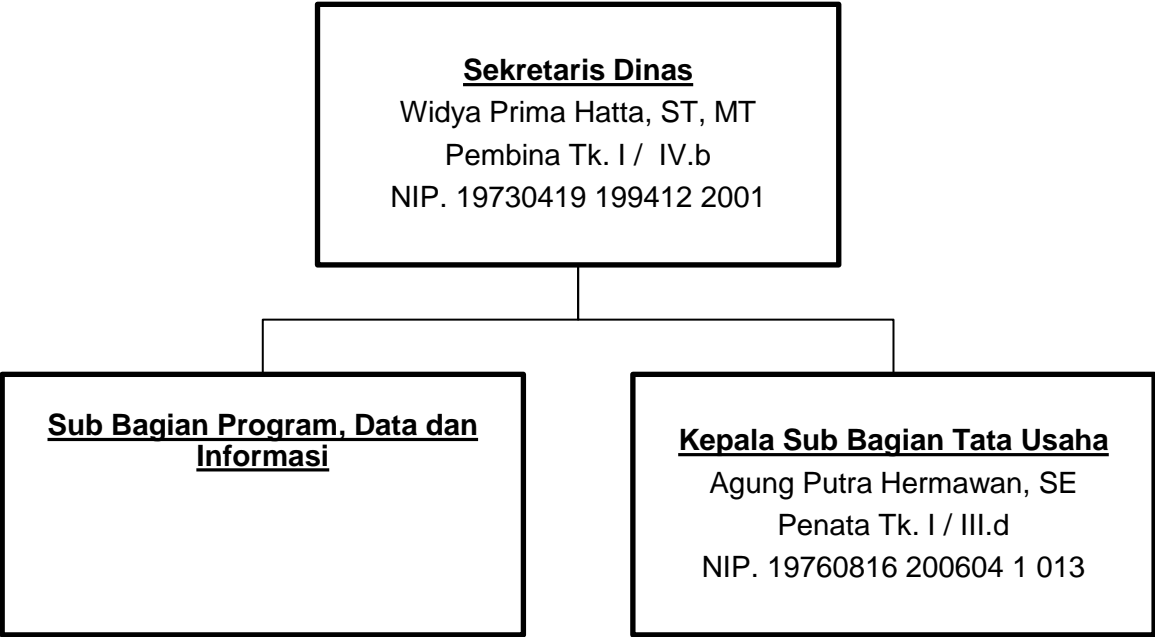 Sekretaris Dinas
Widya Prima Hatta, ST, MT
Pembina Tk. I /  IV.b
NIP. 19730419 199412 2001
Sub Bagian Program, Data dan
Informasi
Kepala Sub Bagian Tata Usaha
Agung Putra Hermawan, SE
Penata Tk. I / III.d
NIP. 19760816 200604 1 013